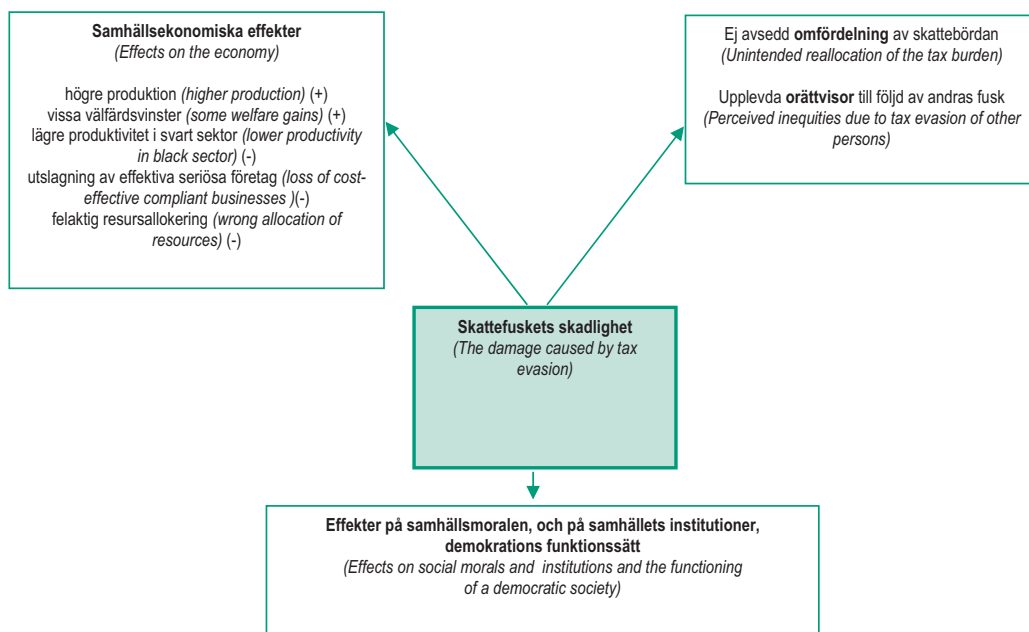 Samhällsekonomiska effekter
(Effects on the economy)
högre produktion (higher production) (+)
vissa välfärdsvinster (some welfare gains) (+)
lägre produktivitet i svart sektor (lower productivity
in black sector) (-)
utslagning av effektiva seriösa företag (loss of cost-
effective compliant businesses )(-)
felaktig resursallokering (wrong allocation of
resources) (-)
Ej avsedd omfördelning av skattebördan
(Unintended reallocation of the tax burden)
Upplevda orättvisor till följd av andras fusk
(Perceived inequities due to tax evasion of other
persons)
Skattefuskets skadlighet
(The damage caused by tax
evasion)
Effekter på samhällsmoralen, och på samhällets institutioner,
demokratins funktionssätt
(Effects on social morals and institutions and the functioning
of a democratic society)